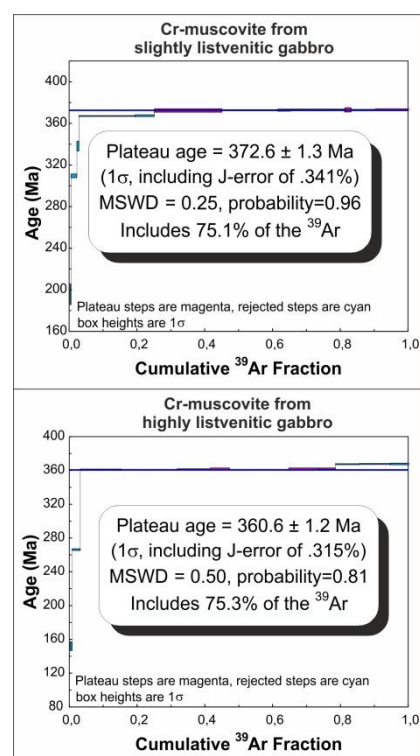 Cr-muscovite from
slightly listvenitic gabbro
Age (Ma)
400
360
320
280
240
200
160
Plateau age = 372.6 ± 1.3 Ma
(1σ, including J-error of .341%)
MSWD = 0.25, probability=0.96
Includes 75.1% of the ³⁹Ar
Plateau steps are magenta, rejected steps are cyan
box heights are 1σ
0,0 0,2 0,4 0,6 0,8 1,0
Cumulative ³⁹Ar Fraction
Cr-muscovite from
highly listvenitic gabbro
Age (Ma)
400
360
320
280
240
200
160
120
80
Plateau age = 360.6 ± 1.2 Ma
(1σ, including J-error of .315%)
MSWD = 0.50, probability=0.81
Includes 75.3% of the ³⁹Ar
Plateau steps are magenta, rejected steps are cyan
box heights are 1σ
0,0 0,2 0,4 0,6 0,8 1,0
Cumulative ³⁹Ar Fraction